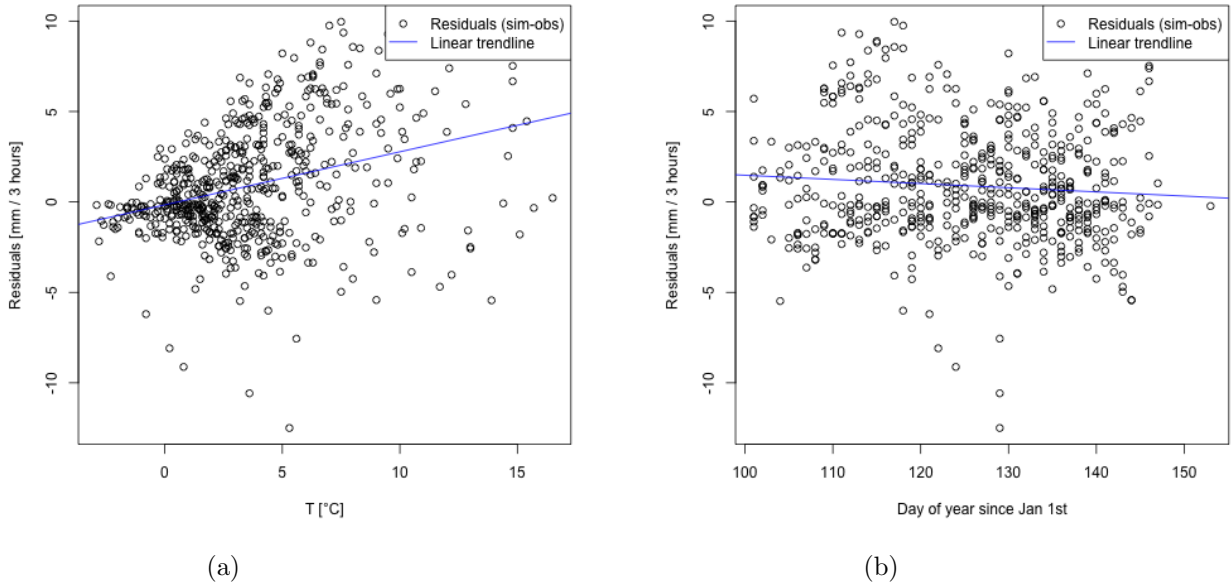 Residuals (sim-obs)
Linear trendline
10
5
0
-5
-10
Residuals [mm / 3 hours]
0
5
10
15
T [°C]
(a)
Residuals (sim-obs)
Linear trendline
10
5
0
-5
-10
Residuals [mm / 3 hours]
100
110
120
130
140
150
Day of year since Jan 1st
(b)